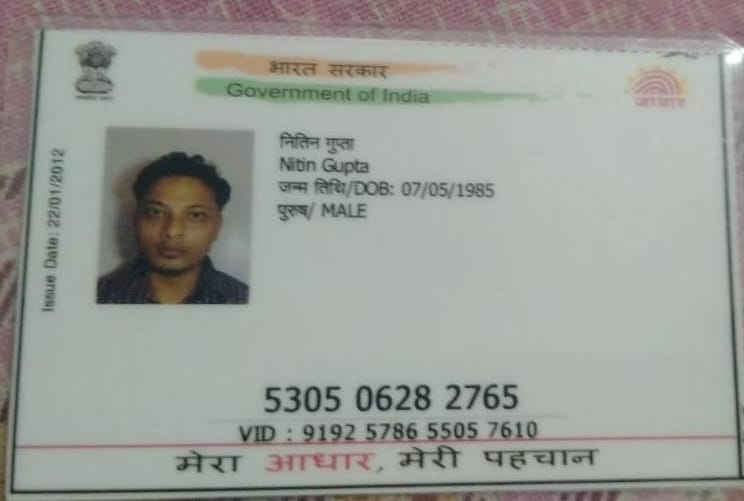 भारत सरकार
Government of India
आधार
Issue Date: 22/01/2012
नितिन गुप्ता
Nitin Gupta
जन्म तिथि/DOB: 07/05/1985
पुरुष/ MALE
5305 0628 2765
VID : 9192 5786 5505 7610
मेरा आधार, मेरी पहचान